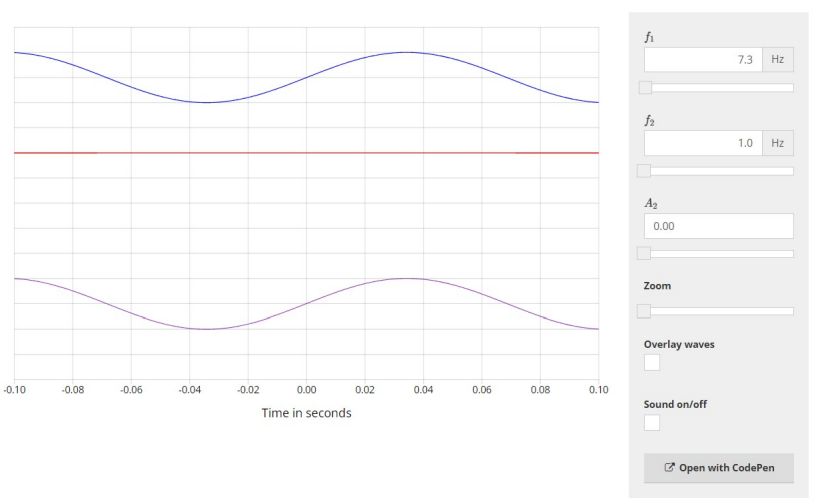 f₁
7.3 Hz
f₂
1.0 Hz
A₂
0.00
Zoom
Overlay waves
Sound on/off
Open with CodePen
-0.10 -0.08 -0.06 -0.04 -0.02 0.00 0.02 0.04 0.06 0.08 0.10
Time in seconds